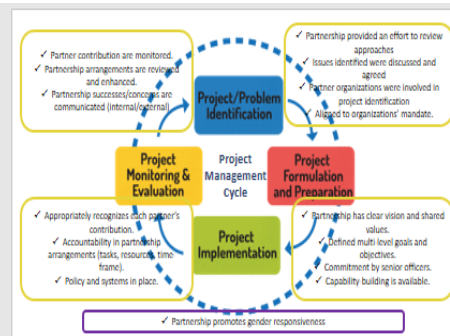 ✓ Partner contribution are monitored.
✓ Partnership arrangements are reviewed
and enhanced.
✓ Partnership successes/concerns are
communicated (internal/external)
✓ Partnership provided an effort to review
approaches
✓ Issues identified were discussed and
agreed
✓ Partner organizations were involved in
project identification
✓ Aligned to organizations' mandate.
Project/Problem
Identification
Project
Monitoring &
Evaluation
Project
Management
Cycle
Project
Formulation
and Preparation
Project
Implementation
✓ Appropriately recognizes each partner's
contribution.
✓ Accountability in partnership
arrangements (tasks, resources, time
frame).
✓ Policy and systems in place.
✓ Partnership has clear vision and shared
values.
✓ Defined multi-level goals and
objectives.
✓ Commitment by senior officers.
✓ Capability building is available.
✓ Partnership promotes gender responsiveness